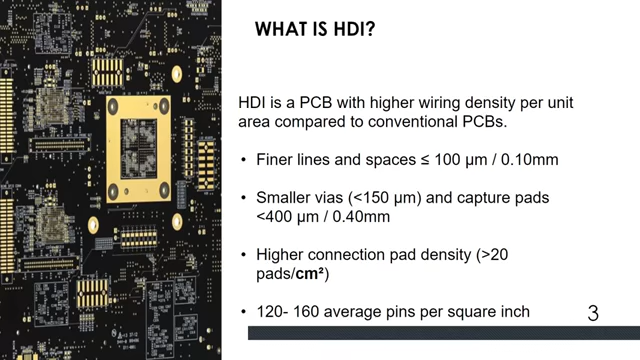 WHAT IS HDI?
HDI is a PCB with higher wiring density per unit
area compared to conventional PCBs.
• Finer lines and spaces ≤ 100 μm / 0.10mm
• Smaller vias (<150 μm) and capture pads
<400 μm / 0.40mm
• Higher connection pad density (>20
pads/cm²)
• 120- 160 average pins per square inch
3